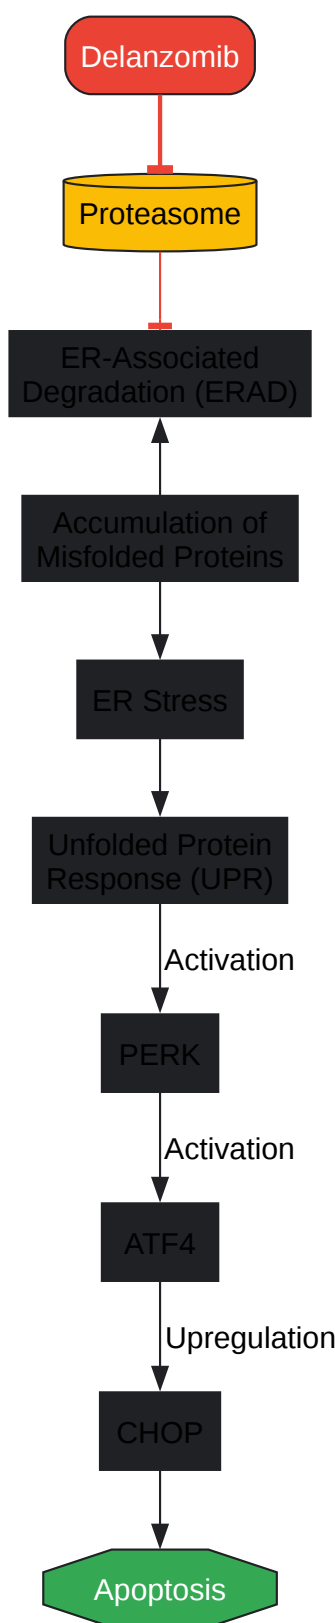 Delanzomib
Proteasome
ER-Associated
Degradation (ERAD)
Accumulation of
Misfolded Proteins
ER Stress
Unfolded Protein
Response (UPR)
Activation
PERK
Activation
ATF4
Upregulation
CHOP
Apoptosis